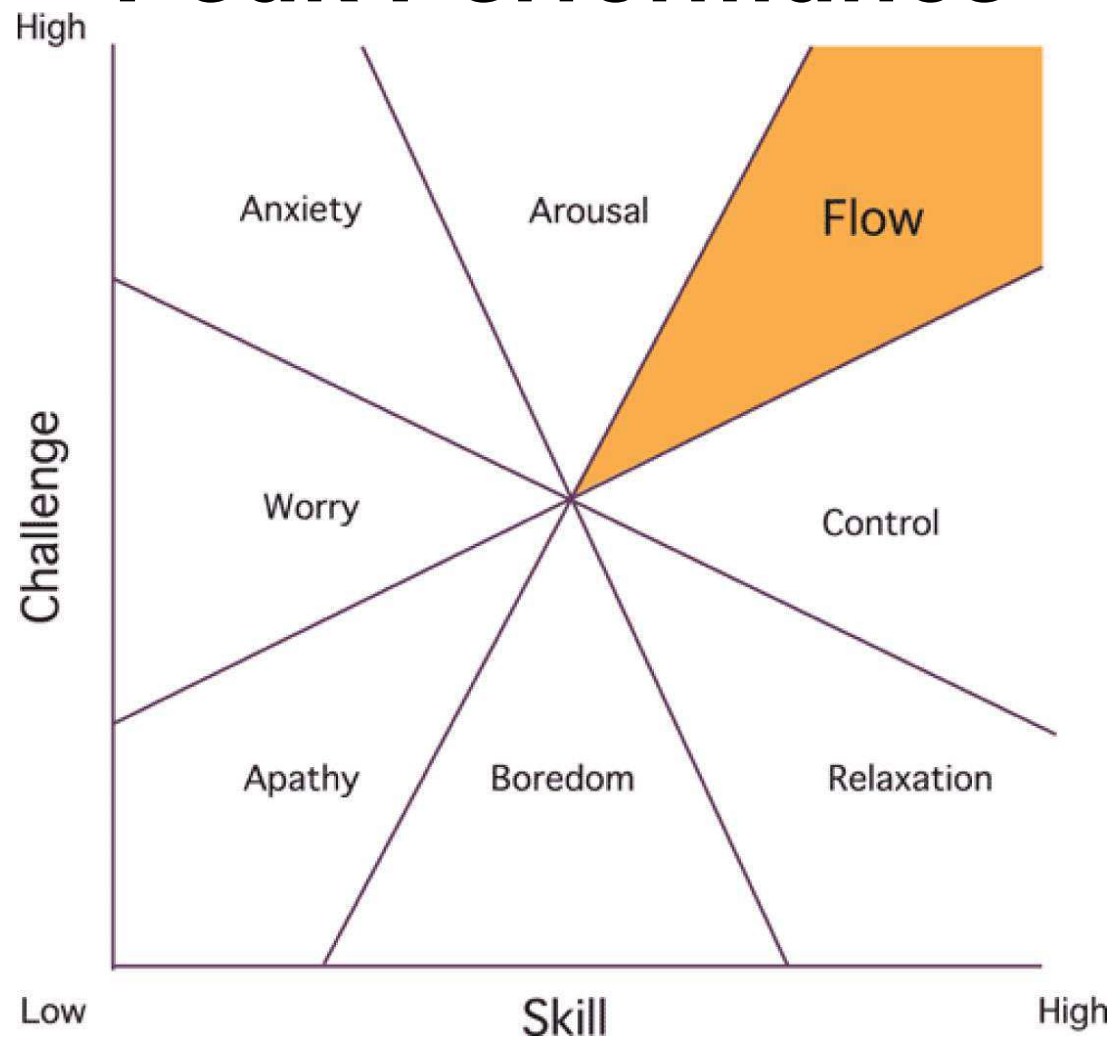 High
Anxiety
Arousal
Flow
Challenge
Worry
Control
Apathy
Boredom
Relaxation
Low
Skill
High